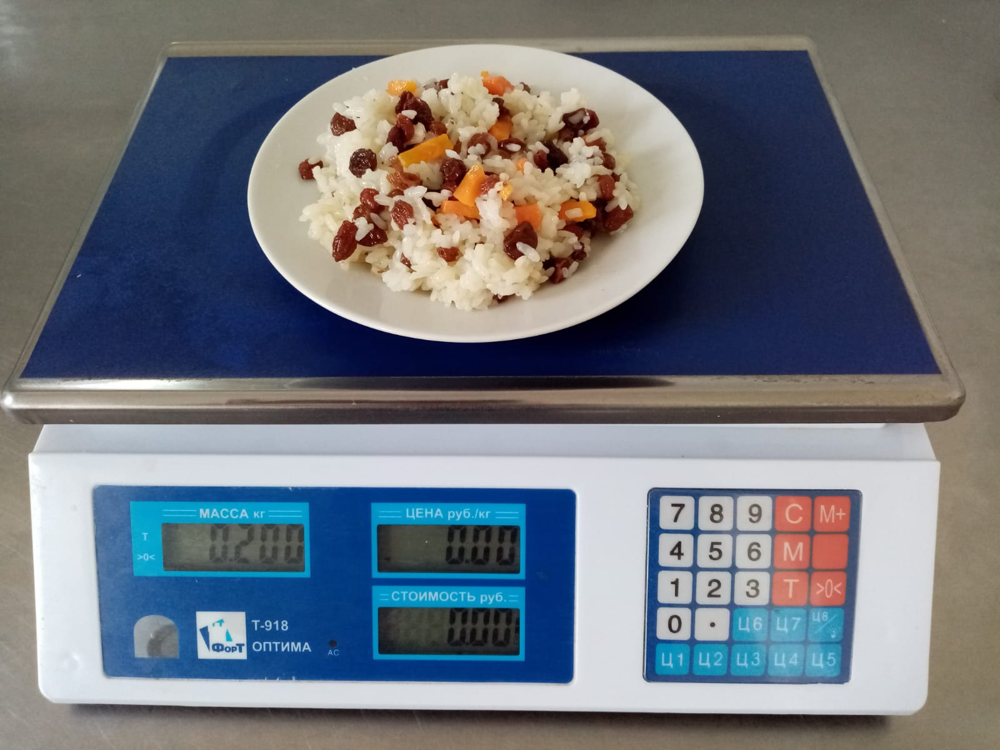 МАССА кг
Т
>0<
0.200
ЦЕНА руб./кг
0.00
СТОИМОСТЬ руб.
0.00
ФорТ
Т-918
ОПТИМА
AC
7 8 9 C M+
4 5 6 M
1 2 3 T >0<
0 . Ц6 Ц7 Ц8
Ц1 Ц2 Ц3 Ц4 Ц5